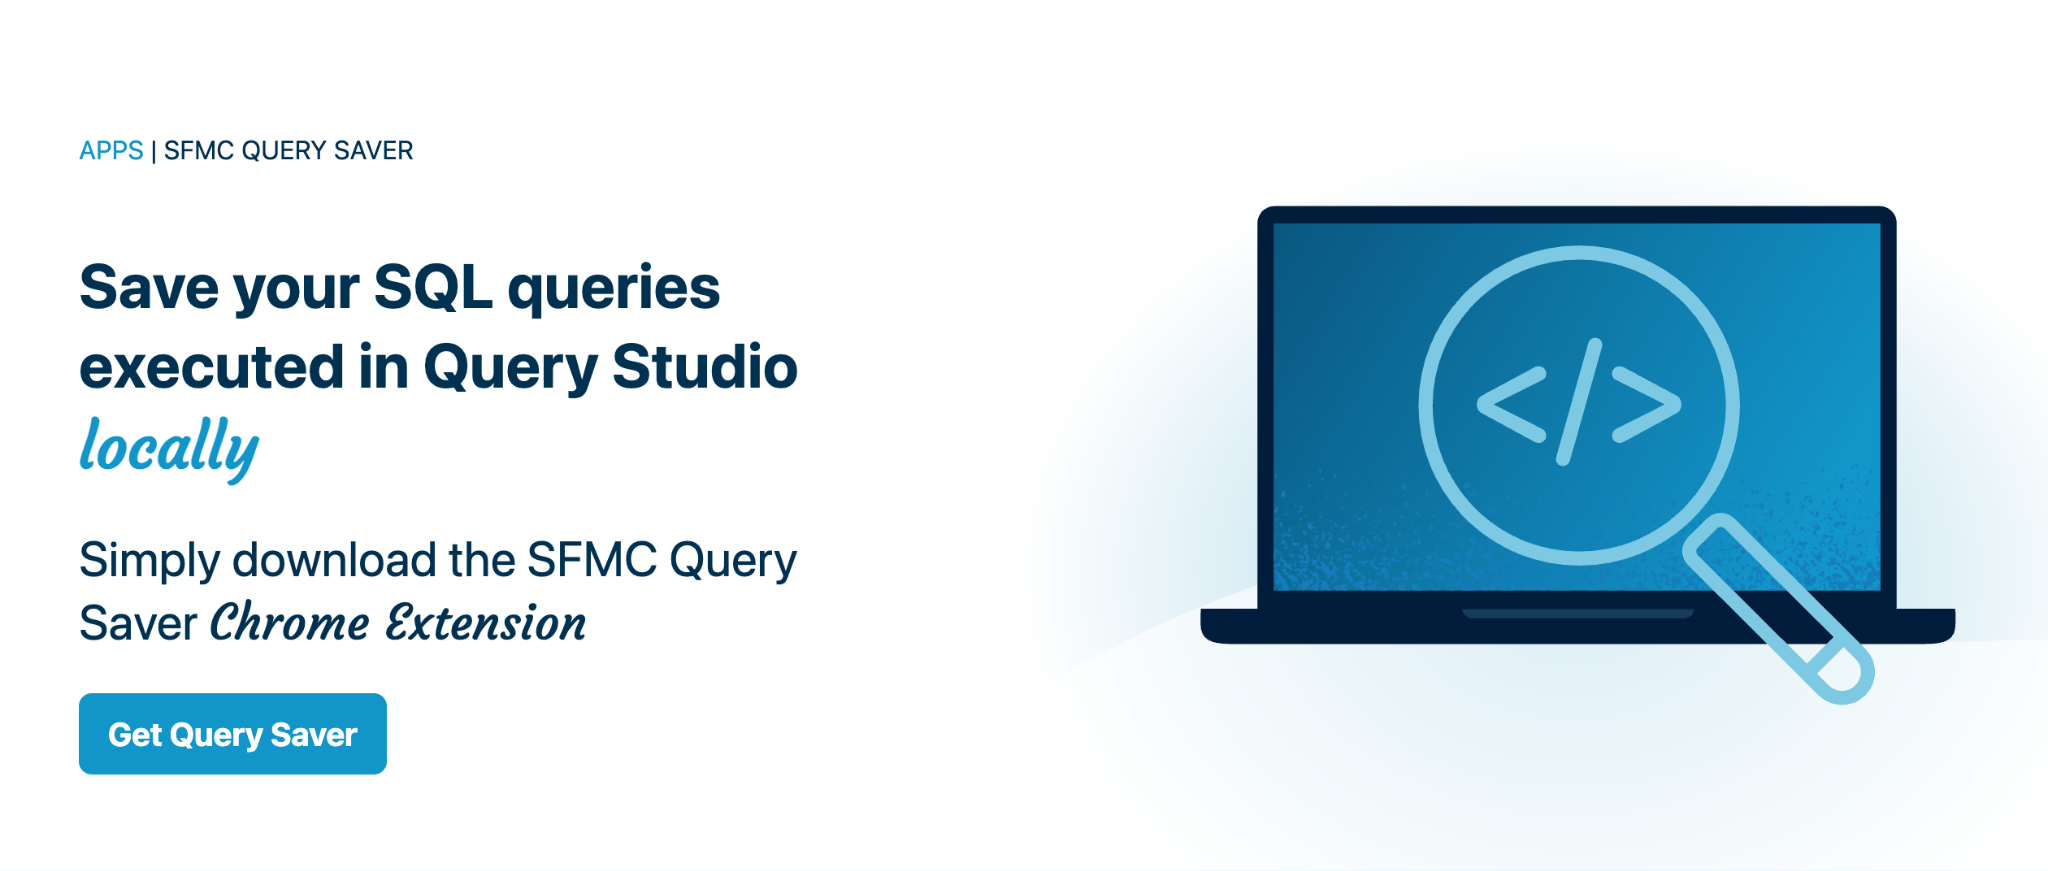 APPS | SFMC QUERY SAVER
Save your SQL queries
executed in Query Studio
locally
Simply download the SFMC Query
Saver Chrome Extension
Get Query Saver
</>